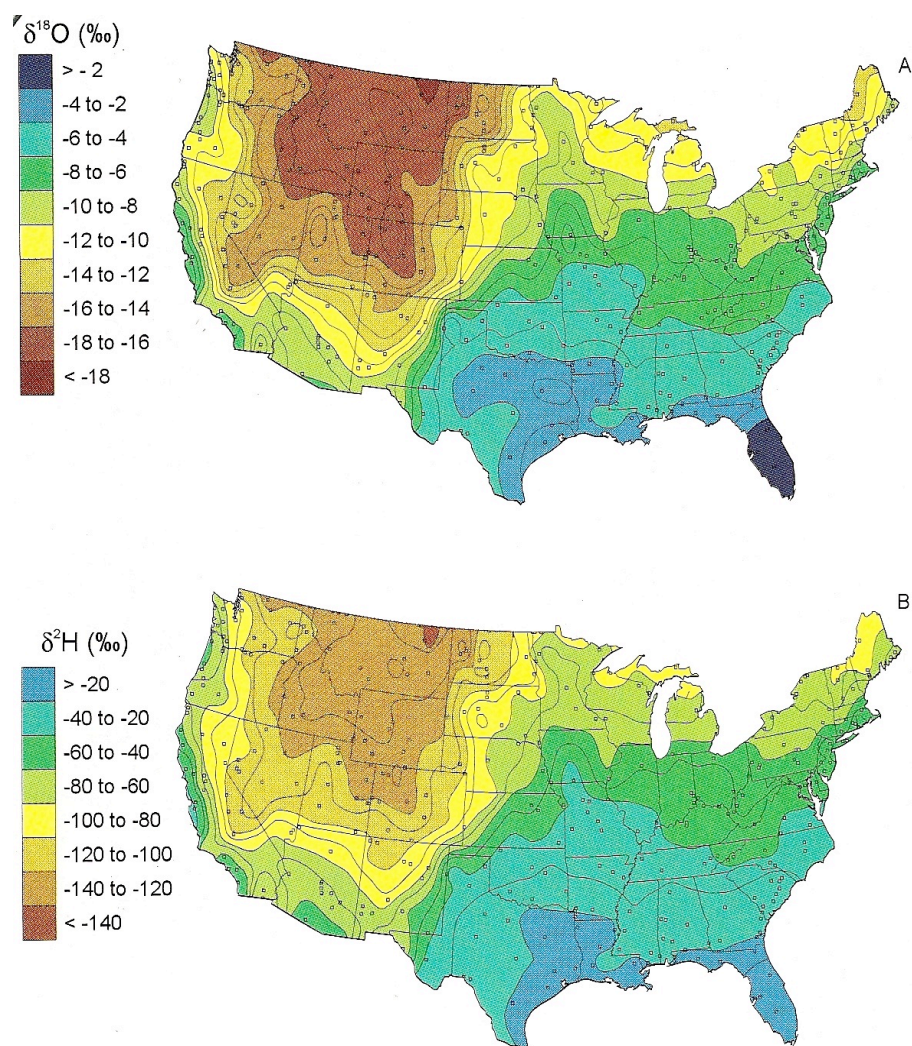 δ¹⁸O (‰)
A
> - 2
-4 to -2
-6 to -4
-8 to -6
-10 to -8
-12 to -10
-14 to -12
-16 to -14
-18 to -16
< -18
B
δ²H (‰)
> -20
-40 to -20
-60 to -40
-80 to -60
-100 to -80
-120 to -100
-140 to -120
< -140